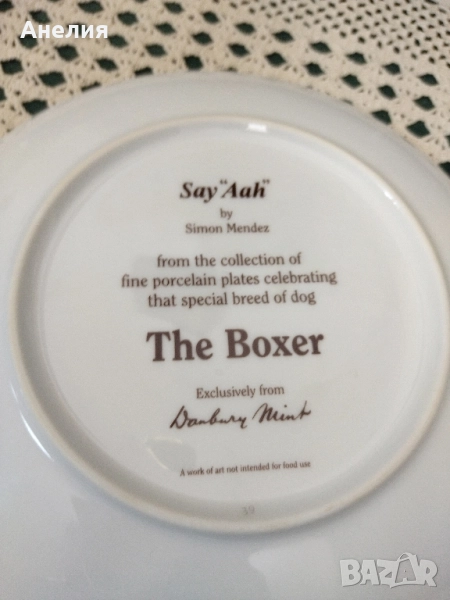 Анелия
Say "Aah"
by
Simon Mendez
from the collection of
fine porcelain plates celebrating
that special breed of dog
The Boxer
Exclusively from
Danbury Mint
A work of art not intended for food use
BAZAR